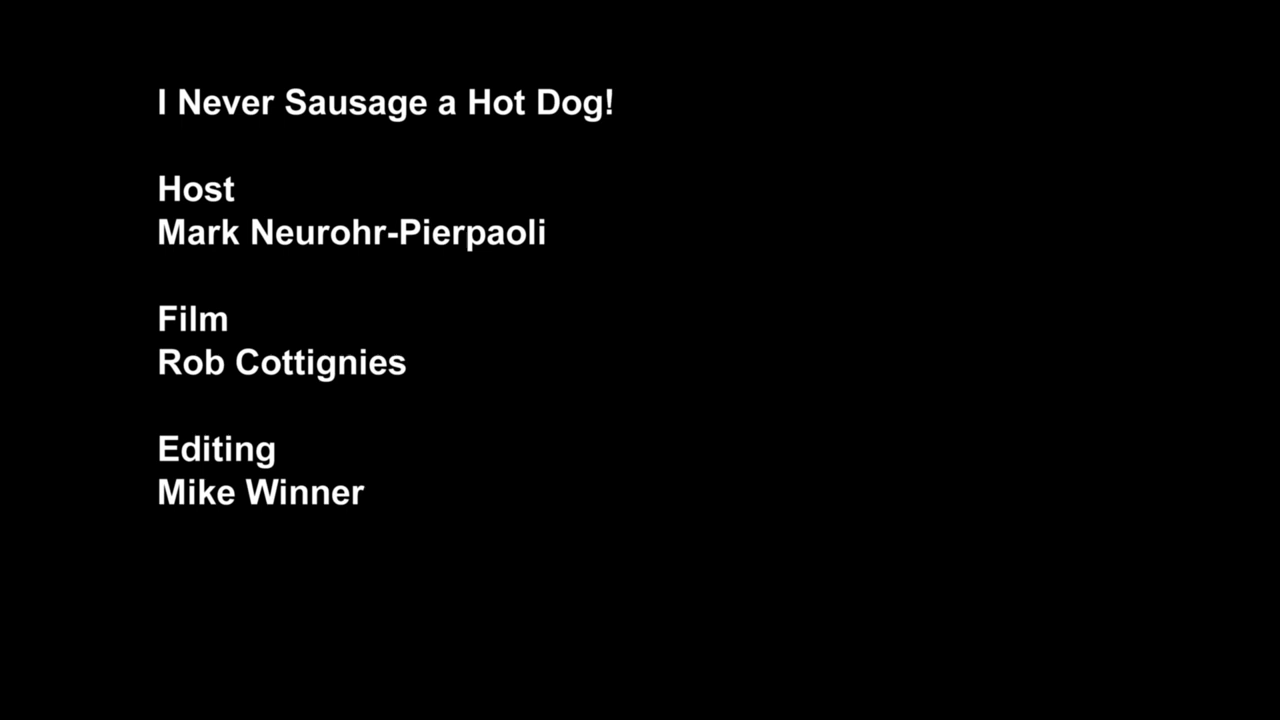 I Never Sausage a Hot Dog!
Host
Mark Neurohr-Pierpaoli
Film
Rob Cottignies
Editing
Mike Winner